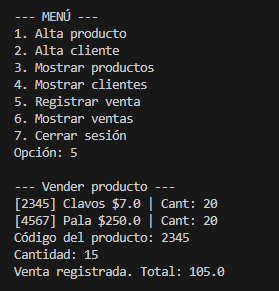 --- MENÚ ---
1. Alta producto
2. Alta cliente
3. Mostrar productos
4. Mostrar clientes
5. Registrar venta
6. Mostrar ventas
7. Cerrar sesión
Opción: 5

--- Vender producto ---
[2345] Clavos $7.0 | Cant: 20
[4567] Pala $250.0 | Cant: 20
Código del producto: 2345
Cantidad: 15
Venta registrada. Total: 105.0